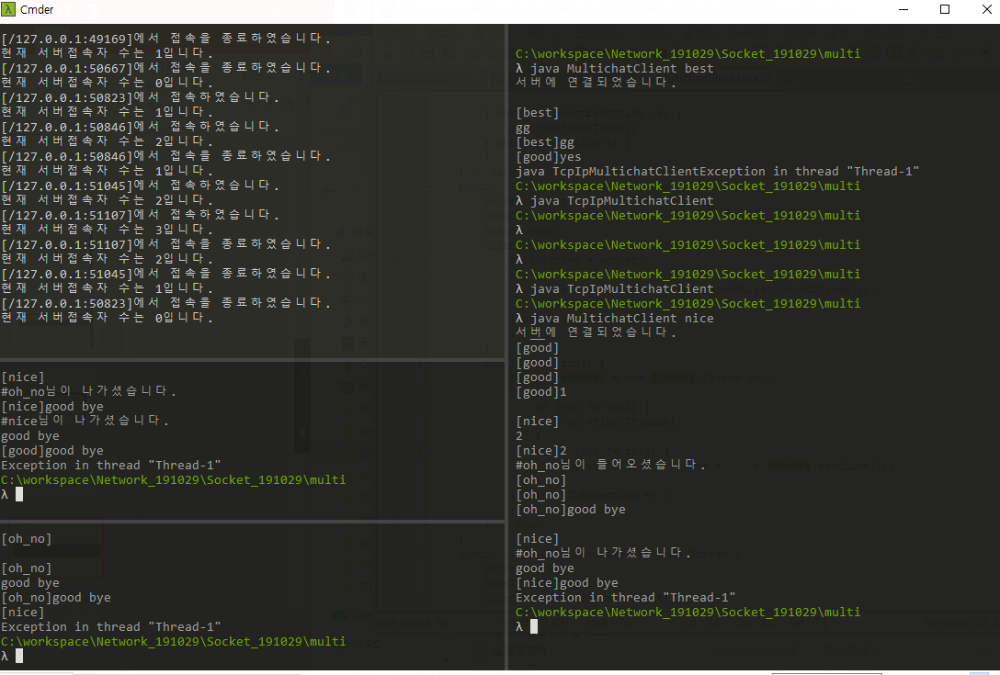 Cmder
[/127.0.0.1:49169]에서 접속을 종료하였습니다.
현재 서버접속자 수는 1입니다.
[/127.0.0.1:50667]에서 접속을 종료하였습니다.
현재 서버접속자 수는 0입니다.
[/127.0.0.1:50823]에서 접속하였습니다.
현재 서버접속자 수는 1입니다.
[/127.0.0.1:50846]에서 접속하였습니다.
현재 서버접속자 수는 2입니다.
[/127.0.0.1:50846]에서 접속을 종료하였습니다.
현재 서버접속자 수는 1입니다.
[/127.0.0.1:51045]에서 접속하였습니다.
현재 서버접속자 수는 2입니다.
[/127.0.0.1:51107]에서 접속하였습니다.
현재 서버접속자 수는 3입니다.
[/127.0.0.1:51107]에서 접속을 종료하였습니다.
현재 서버접속자 수는 2입니다.
[/127.0.0.1:51045]에서 접속을 종료하였습니다.
현재 서버접속자 수는 1입니다.
[/127.0.0.1:50823]에서 접속을 종료하였습니다.
현재 서버접속자 수는 0입니다.
[nice]
#oh_no님이 나가셨습니다.
[nice]good bye
#nice님이 나가셨습니다.
good bye
[good]good bye
Exception in thread "Thread-1"
C:\workspace\Network_191029\Socket_191029\multi
λ
[oh_no]
[oh_no]
good bye
[oh_no]good bye
[nice]
Exception in thread "Thread-1"
C:\workspace\Network_191029\Socket_191029\multi
λ
C:\workspace\Network_191029\Socket_191029\multi
λ java MultichatClient best
서버에 연결되었습니다.
[best]
gg
[best]gg
[good]yes
java TcpIpMultichatClientException in thread "Thread-1"
C:\workspace\Network_191029\Socket_191029\multi
λ java TcpIpMultichatClient
C:\workspace\Network_191029\Socket_191029\multi
λ
C:\workspace\Network_191029\Socket_191029\multi
λ
C:\workspace\Network_191029\Socket_191029\multi
λ java TcpIpMultichatClient
C:\workspace\Network_191029\Socket_191029\multi
λ java MultichatClient nice
서버에 연결되었습니다.
[good]
[good]
[good]
[good]1
[nice]
2
[nice]2
#oh_no님이 들어오셨습니다.
[oh_no]
[oh_no]
[oh_no]good bye
[nice]
#oh_no님이 나가셨습니다.
good bye
[nice]good bye
Exception in thread "Thread-1"
C:\workspace\Network_191029\Socket_191029\multi
λ